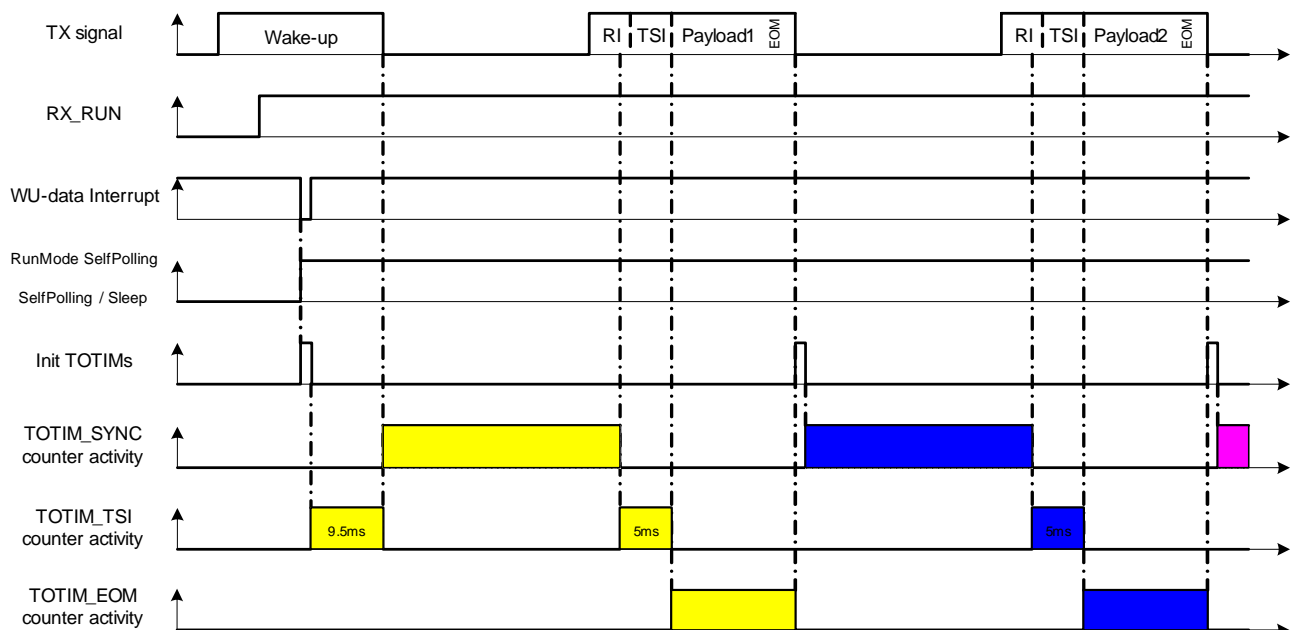 TX signal
Wake-up
RI TSI Payload1 EOM
RI TSI Payload2 EOM
RX_RUN
WU-data Interrupt
RunMode SelfPolling
SelfPolling / Sleep
Init TOTIMs
TOTIM_SYNC
counter activity
TOTIM_TSI
counter activity
9.5ms
5ms
5ms
TOTIM_EOM
counter activity